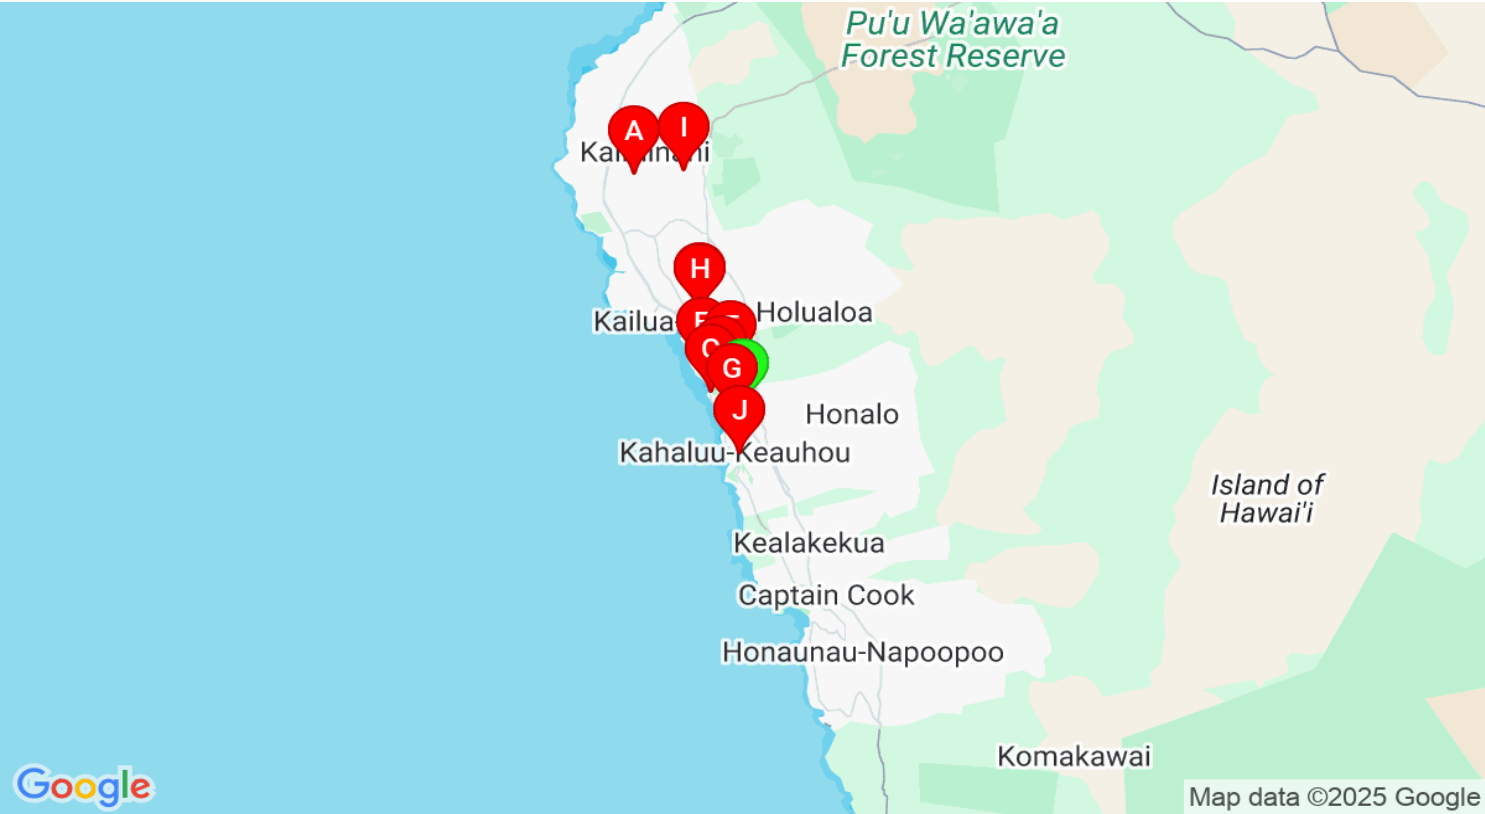 Pu'u Wa'awa'a
Forest Reserve
A
I
H
Holualoa
Kailua-
C
G
J
Honalo
Kahaluu-Keauhou
Island of
Hawai'i
Kealakekua
Captain Cook
Honaunau-Napoopoo
Komakawai
Google
Map data ©2025 Google